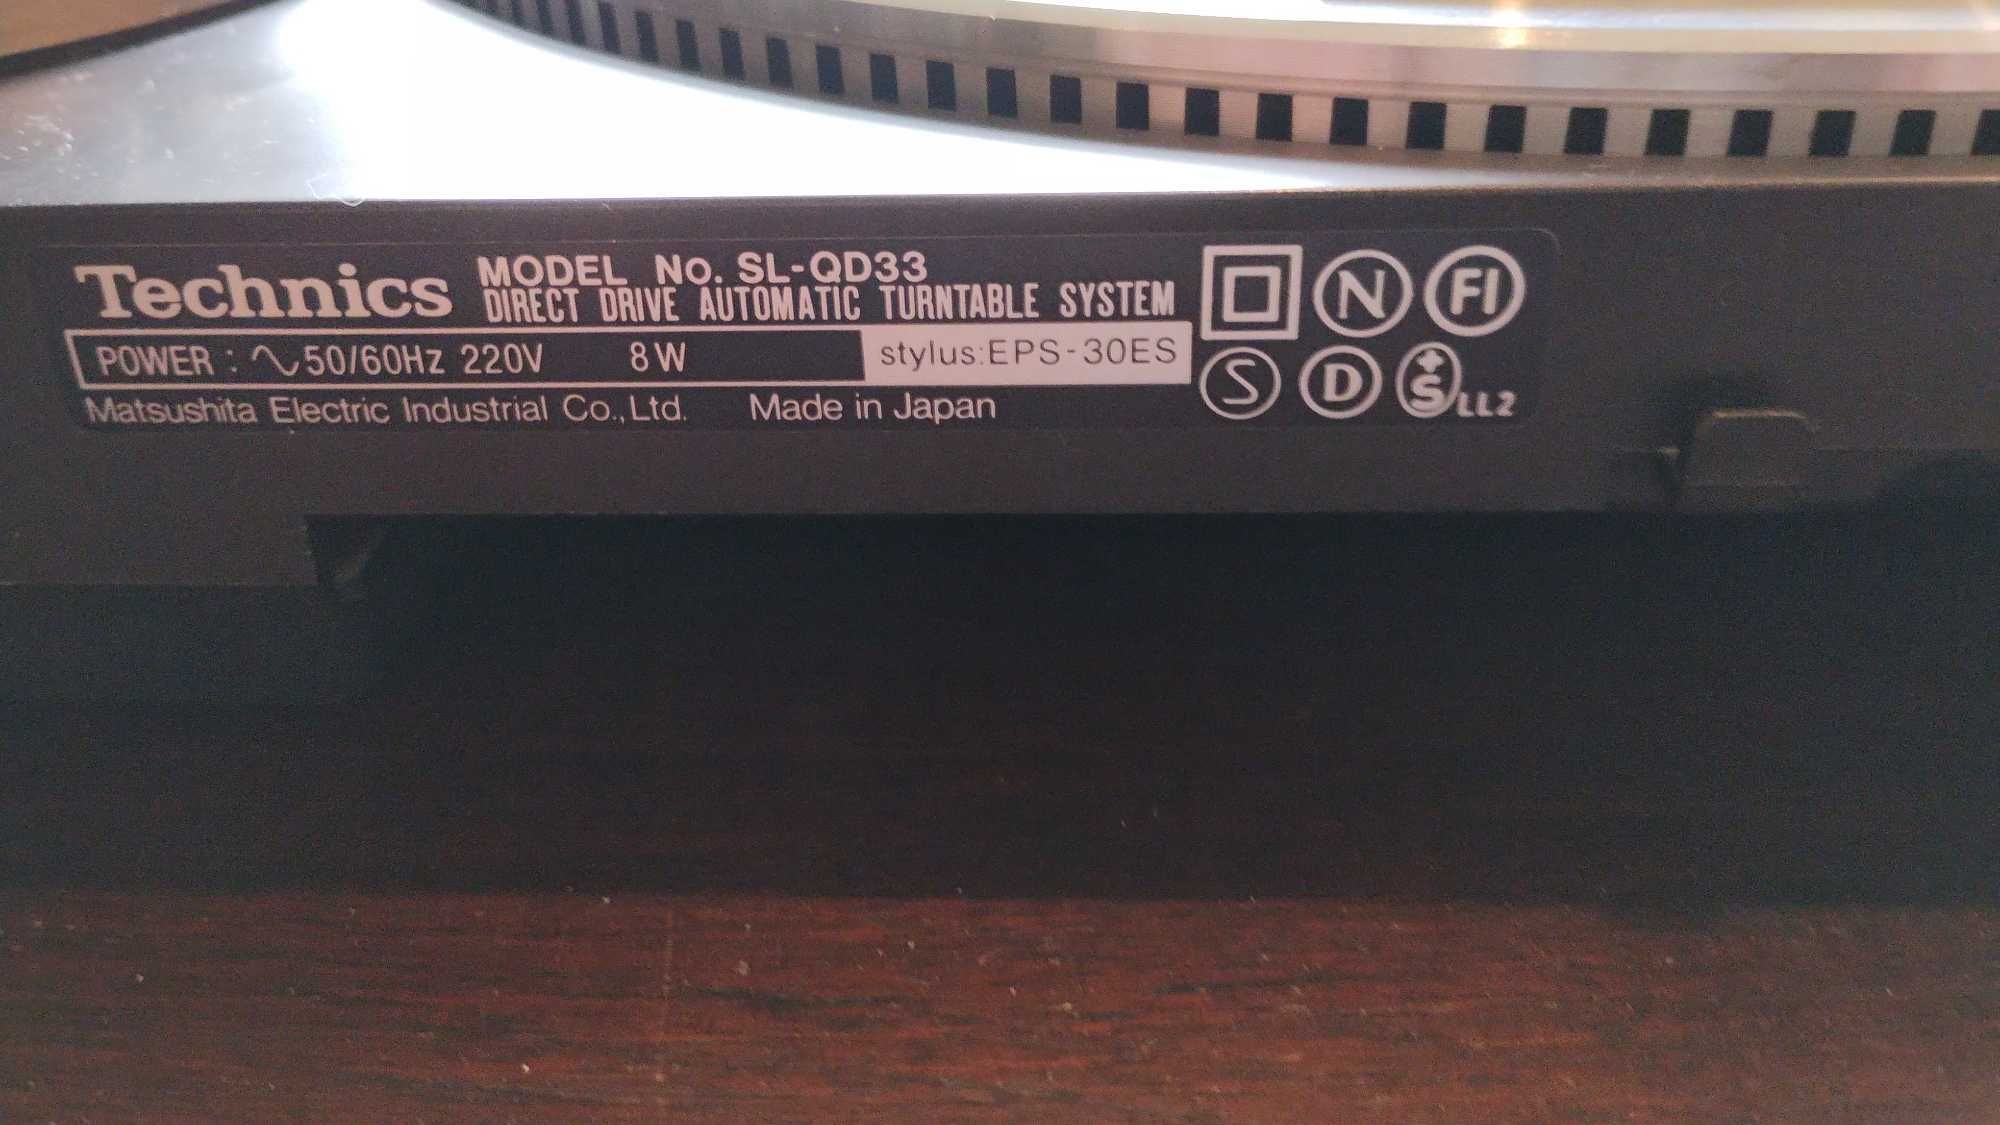 Technics MODEL No. SL-QD33
DIRECT DRIVE AUTOMATIC TURNTABLE SYSTEM
POWER : ∿50/60Hz 220V 8W stylus:EPS-30ES
Matsushita Electric Industrial Co.,Ltd. Made in Japan
N FI
S D +S LL2